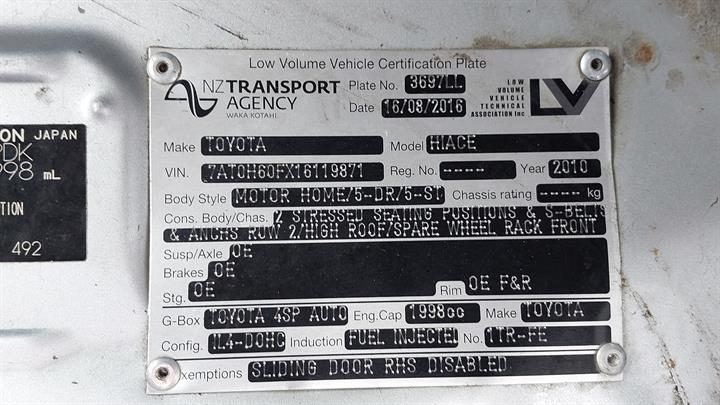 Low Volume Vehicle Certification Plate
NZTRANSPORT AGENCY
WAKA KOTAHI
Plate No. 3697LL
Date 16/08/2016
LOW VOLUME VEHICLE TECHNICAL ASSOCIATION Inc
LV
Make TOYOTA Model HIACE
VIN. 7AT0H60FX16119871 Reg. No. ---- Year 2010
Body Style MOTOR HOME/5-DR/5-ST Chassis rating ---- kg
Cons. Body/Chas. 2 STRESSED SEATING POSITIONS & S-BELTS
& ANCHS ROW 2/HIGH ROOF/SPARE WHEEL RACK FRONT
Susp/Axle OE
Brakes OE
Stg. OE Rim OE F&R
G-Box TOYOTA 4SP AUTO Eng.Cap 1998cc Make TOYOTA
Config. IL4-DOHC Induction FUEL INJECTED No. 1TR-FE
Exemptions SLIDING DOOR RHS DISABLED
ON JAPAN
PDK
998 mL
TION
492